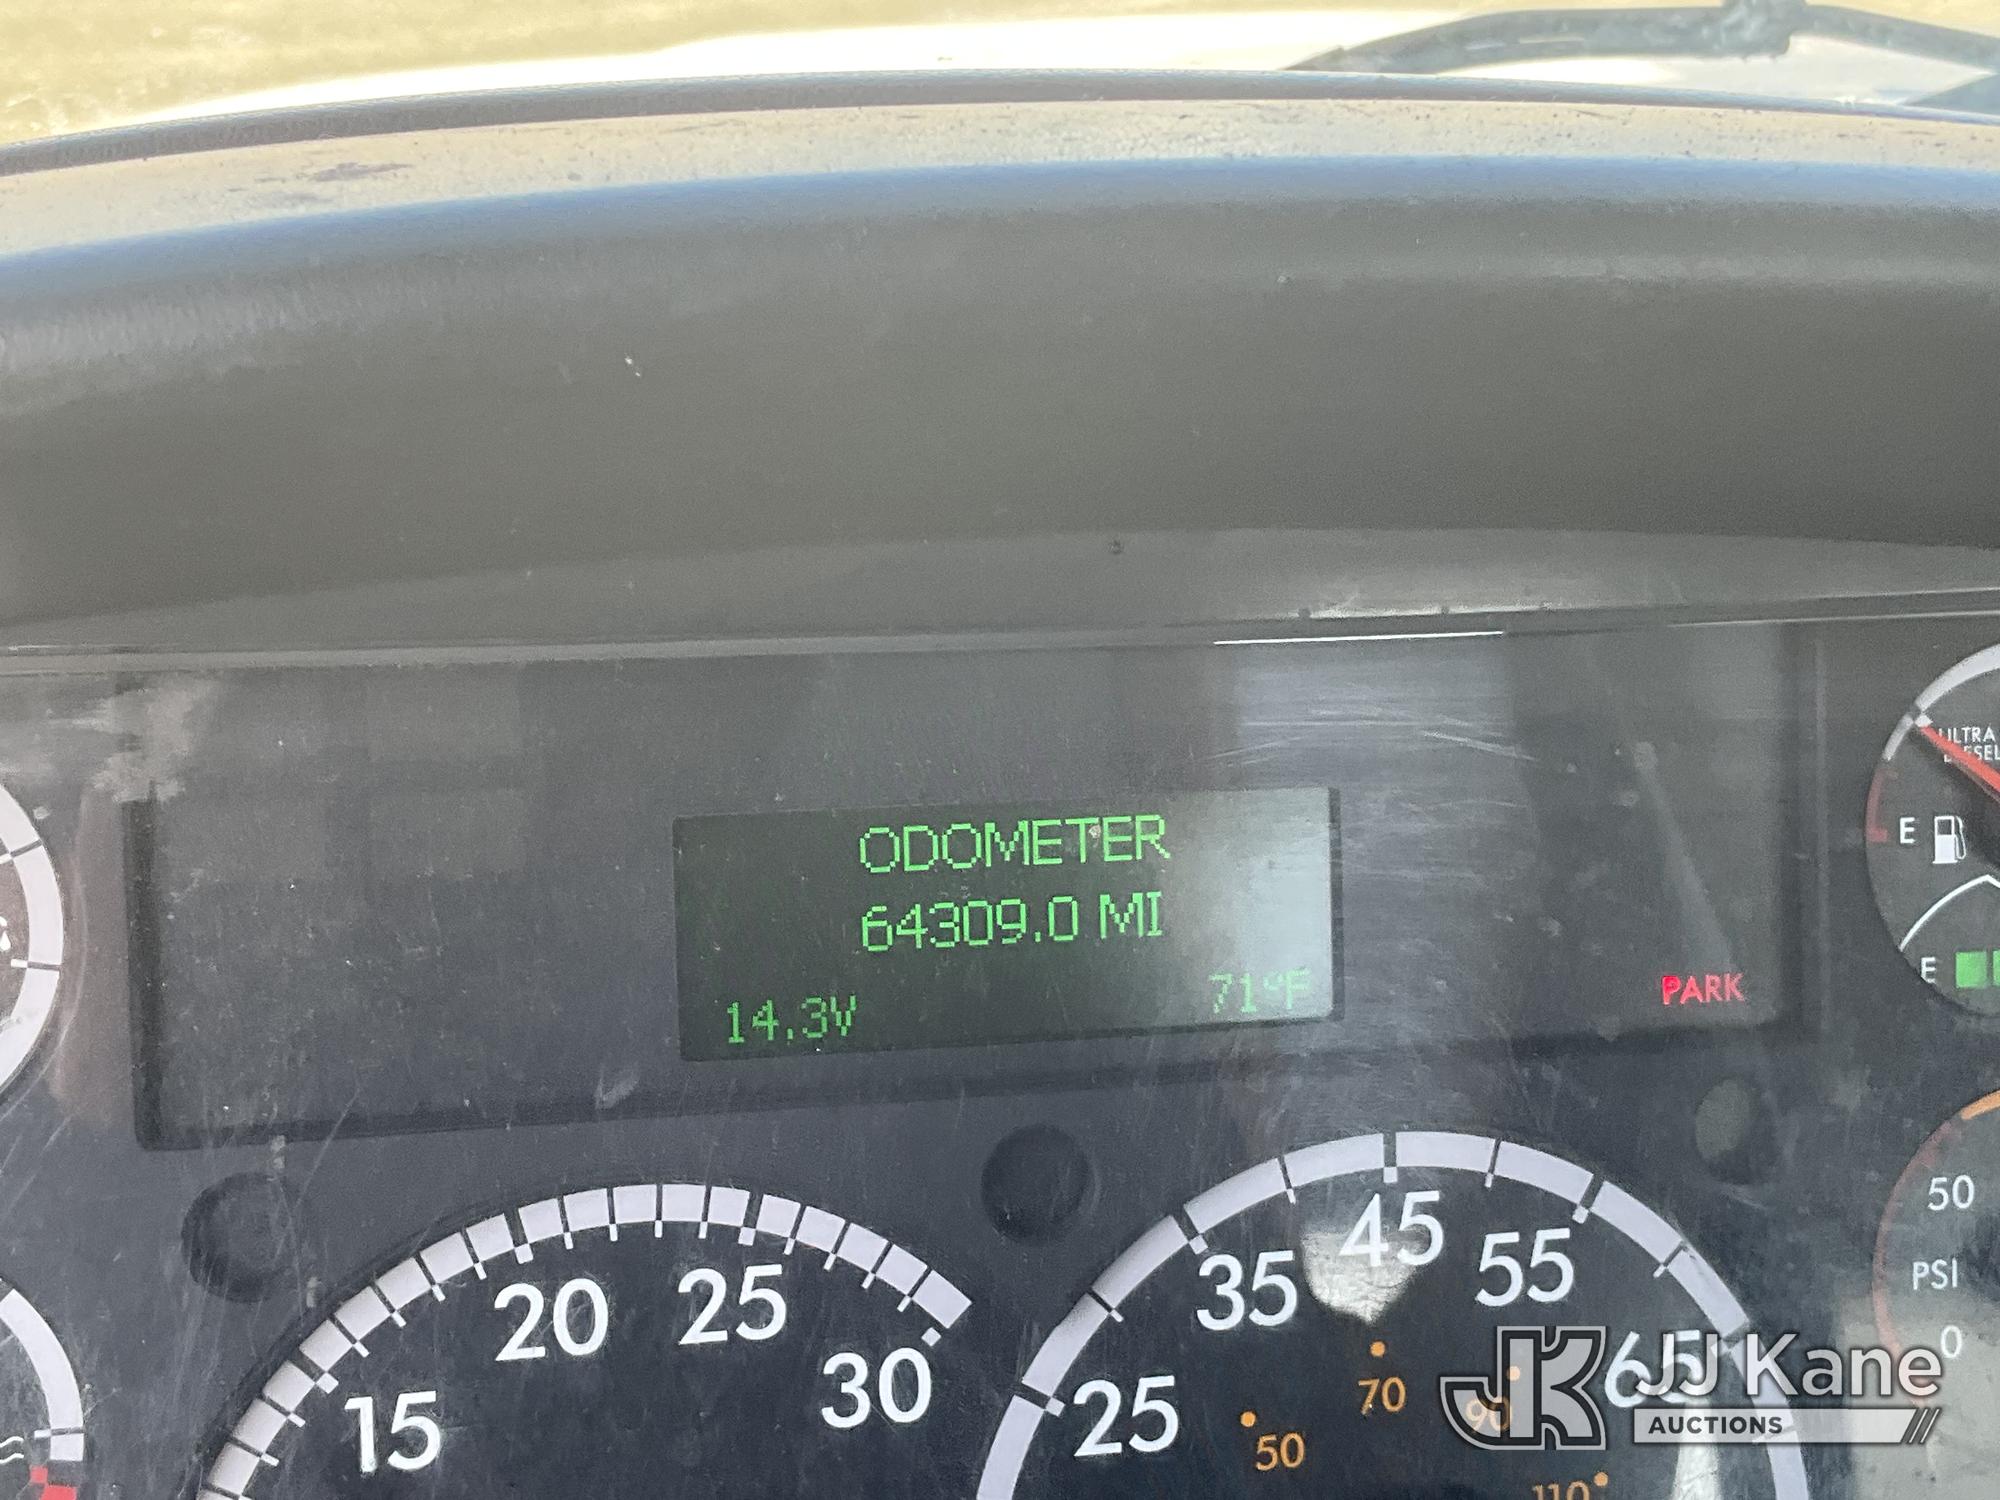 ODOMETER
64309.0 MI
14.3V 71°F
PARK
ULTRA
E
E
15 20 25 30
25 35 45 55 65
50 70 90 110
50
PSI
0
JJ Kane
AUCTIONS